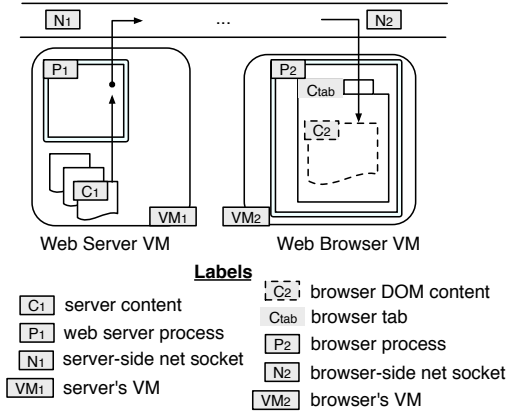 N1 ... N2
P1 P2
Ctab
C2
C1
VM1 VM2
Web Server VM Web Browser VM
Labels
C1 server content
P1 web server process
N1 server-side net socket
VM1 server's VM
C2 browser DOM content
Ctab browser tab
P2 browser process
N2 browser-side net socket
VM2 browser's VM